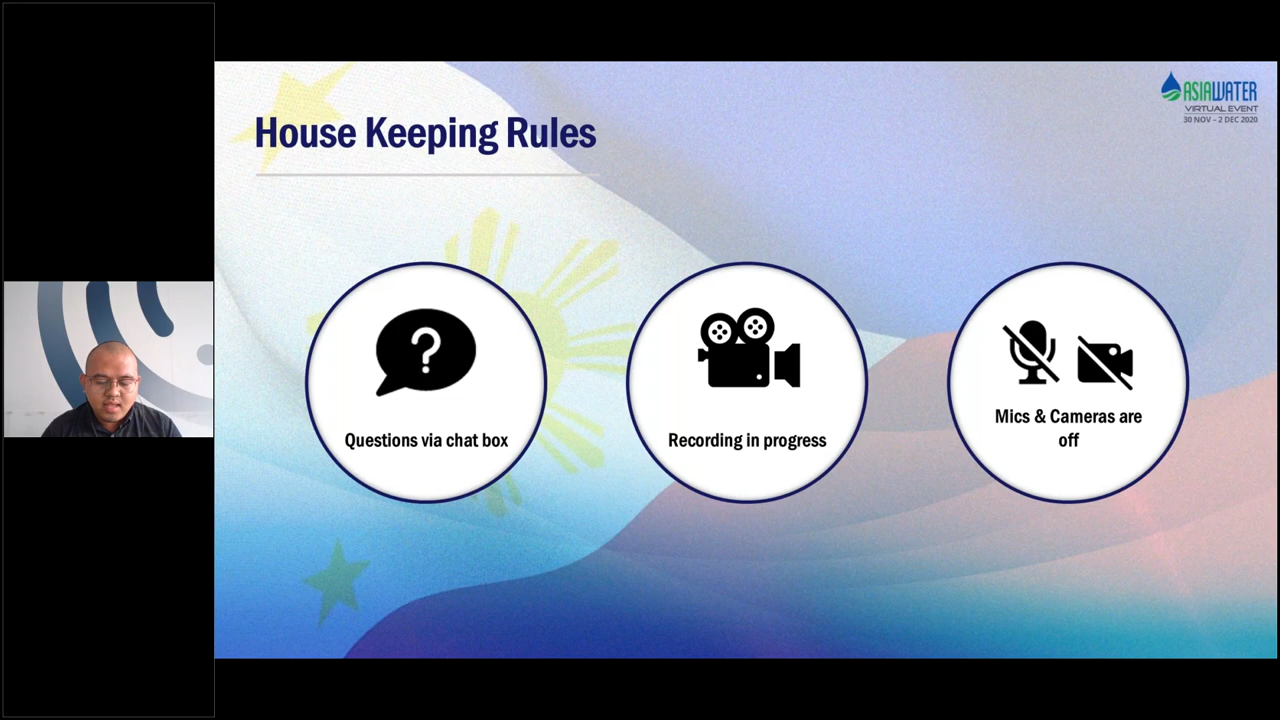 House Keeping Rules
ASIAWATER
VIRTUAL EVENT
30 NOV – 2 DEC 2020
?
Questions via chat box
Recording in progress
Mics & Cameras are
off